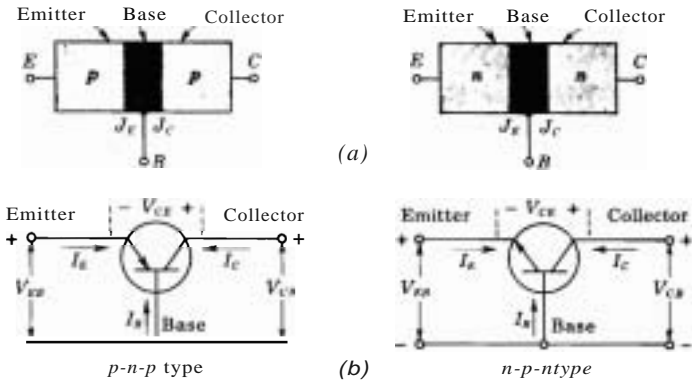 Emitter Base Collector Emitter Base Collector
E p p C E n n C
J_E J_C J_E J_C
(a)
B B
Emitter - V_CE + Collector Emitter - V_CE + Collector
+ + + +
I_E I_C I_E I_C
V_EB V_CB V_EB V_CB
I_B Base I_B Base
- -
p-n-p type (b) n-p-ntype